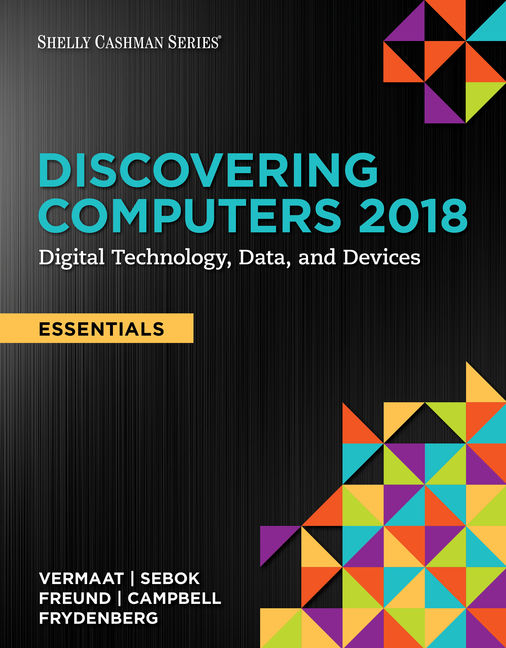 SHELLY CASHMAN SERIES®
DISCOVERING
COMPUTERS 2018
Digital Technology, Data, and Devices
ESSENTIALS
VERMAAT | SEBOK
FREUND | CAMPBELL
FRYDENBERG